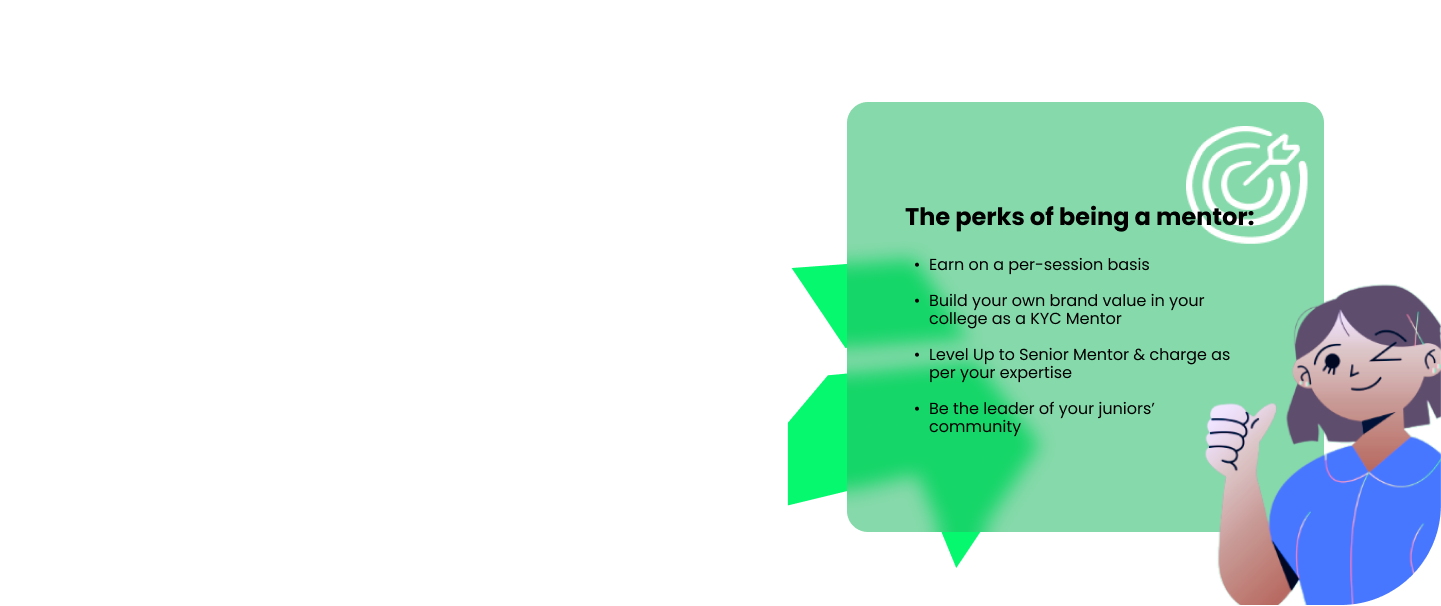 The perks of being a mentor:
• Earn on a per-session basis
• Build your own brand value in your
college as a KYC Mentor
• Level Up to Senior Mentor & charge as
per your expertise
• Be the leader of your juniors’
community